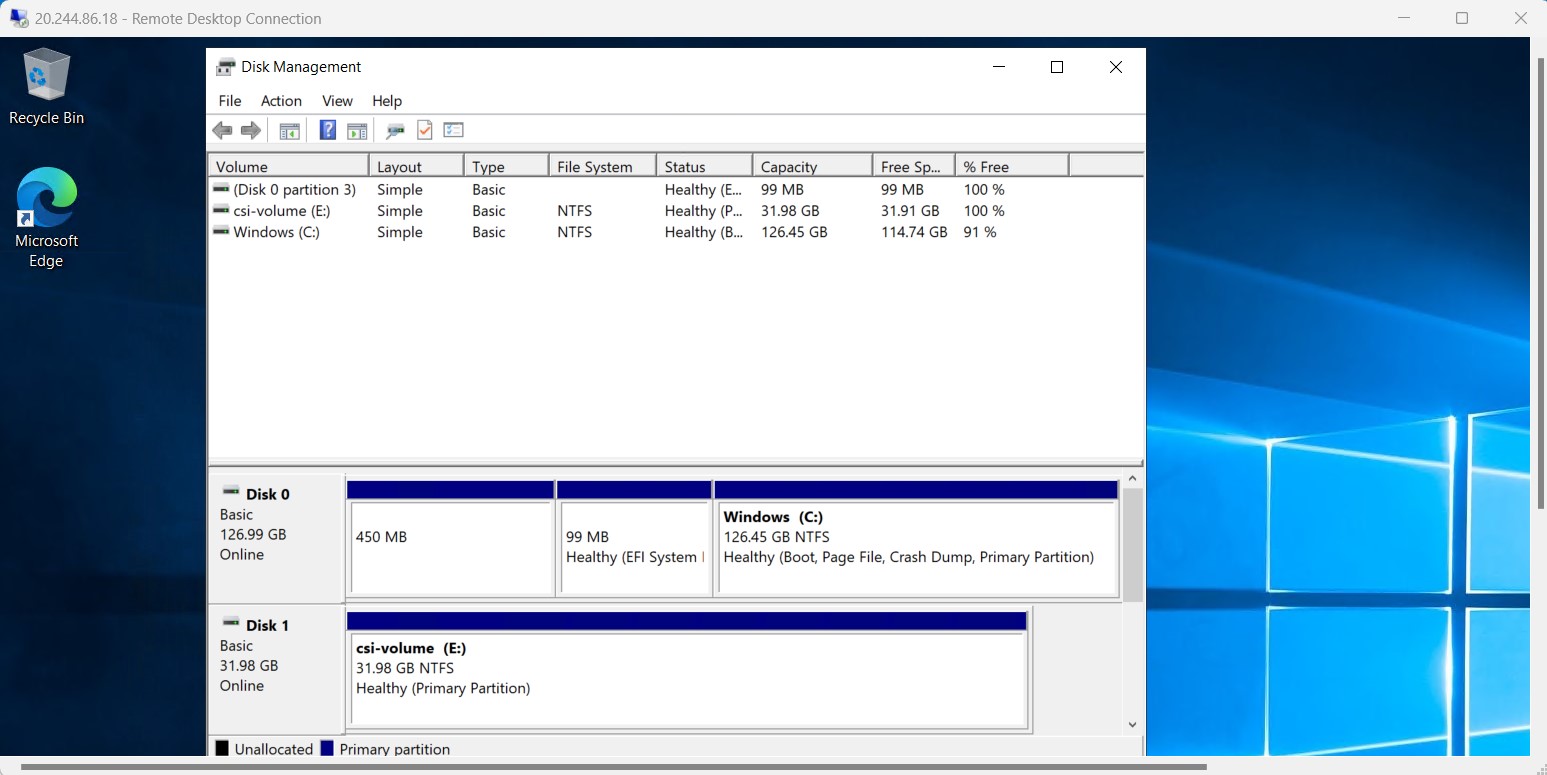 20.244.86.18 - Remote Desktop Connection
Recycle Bin
Microsoft
Edge
Disk Management
File Action View Help
Volume Layout Type File System Status Capacity Free Sp... % Free
(Disk 0 partition 3) Simple Basic Healthy (E... 99 MB 99 MB 100 %
csi-volume (E:) Simple Basic NTFS Healthy (P... 31.98 GB 31.91 GB 100 %
Windows (C:) Simple Basic NTFS Healthy (B... 126.45 GB 114.74 GB 91 %
Disk 0
Basic
126.99 GB
Online
450 MB
99 MB
Healthy (EFI System
Windows (C:)
126.45 GB NTFS
Healthy (Boot, Page File, Crash Dump, Primary Partition)
Disk 1
Basic
31.98 GB
Online
csi-volume (E:)
31.98 GB NTFS
Healthy (Primary Partition)
Unallocated Primary partition